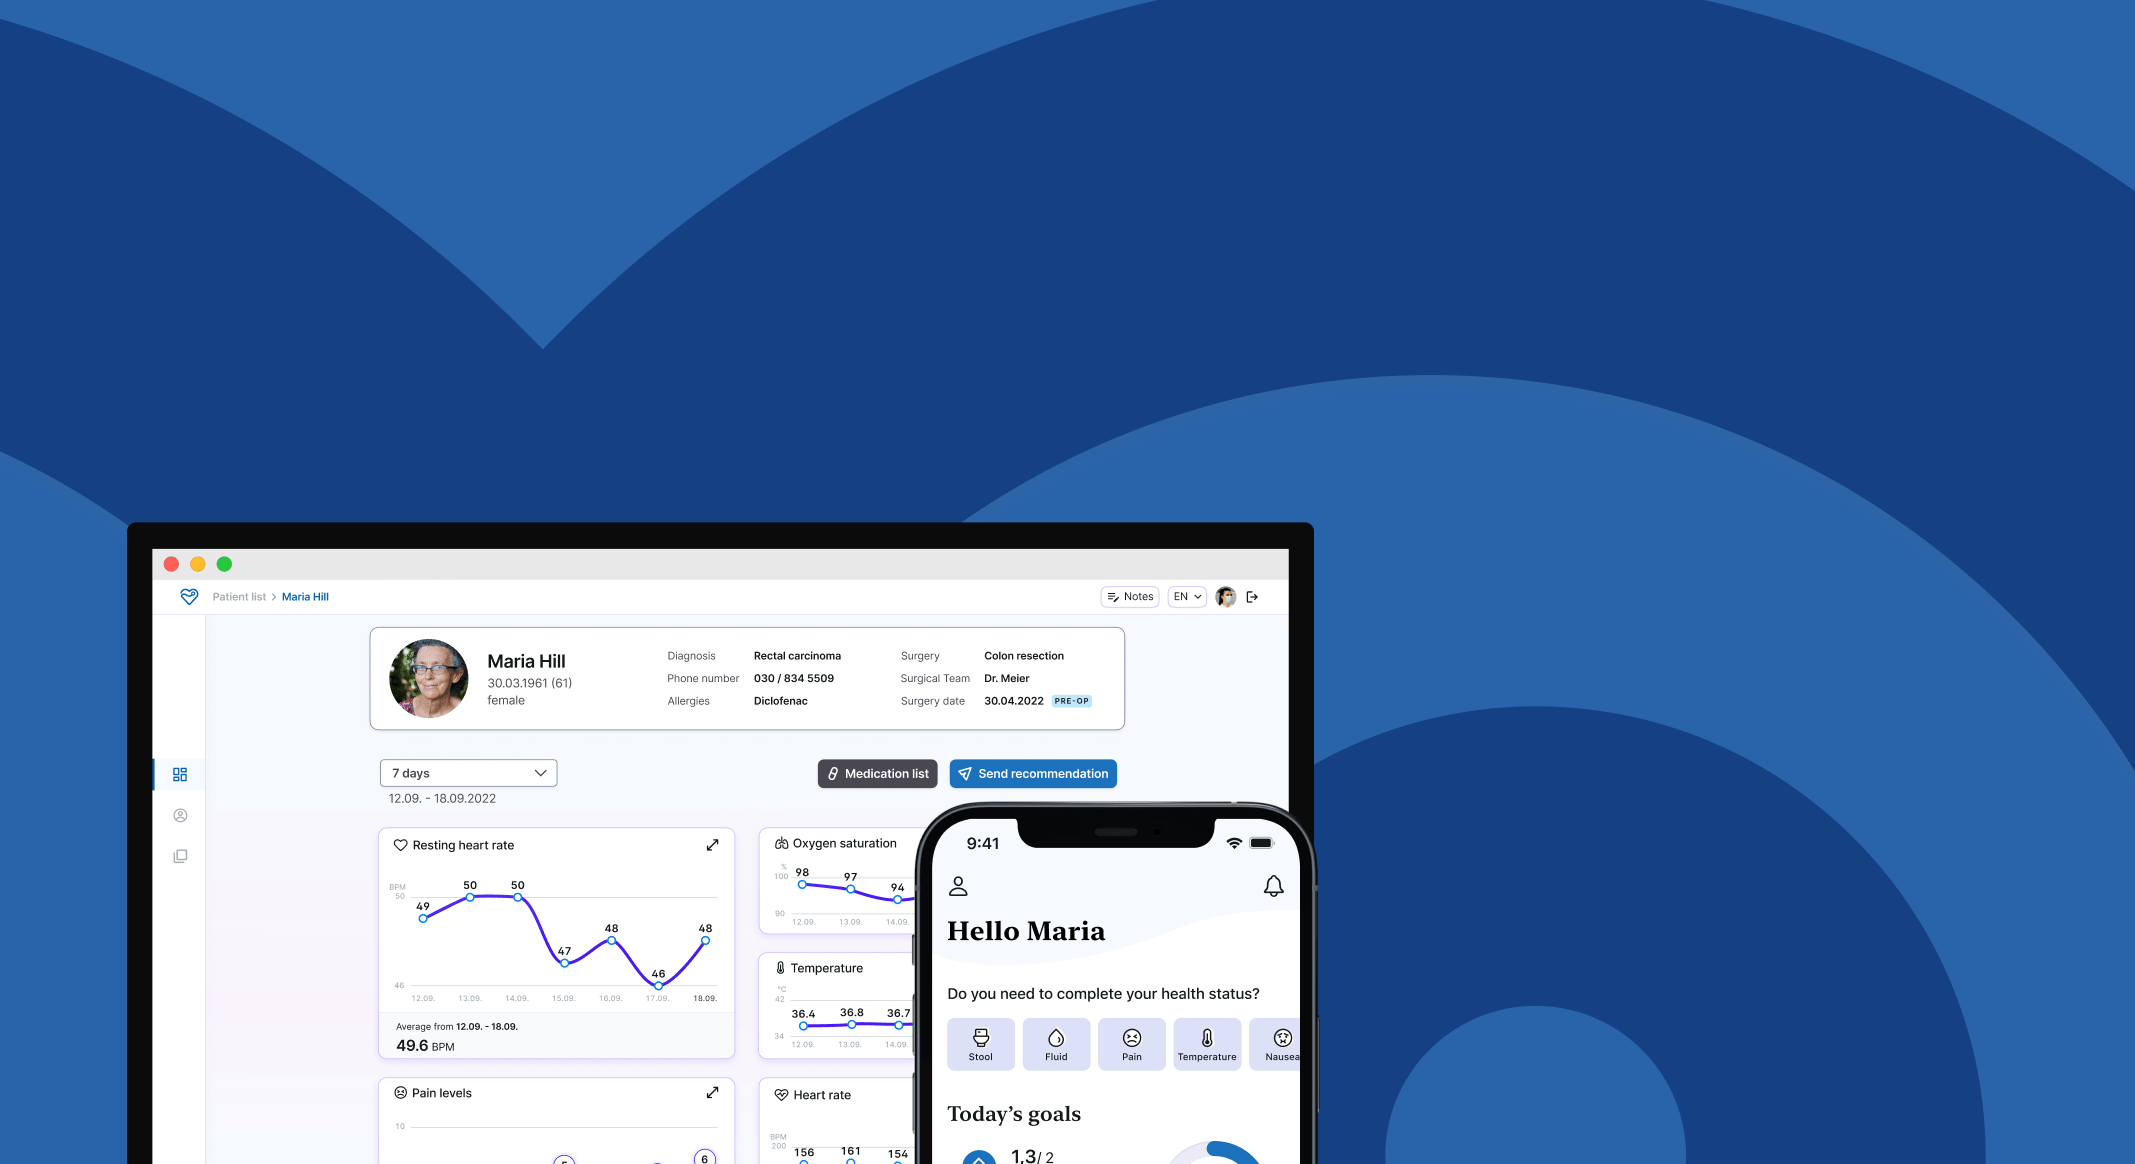 Patient list > Maria Hill
Notes
EN
Maria Hill
30.03.1961 (61)
female
Diagnosis Rectal carcinoma
Phone number 030 / 834 5509
Allergies Diclofenac
Surgery Colon resection
Surgical Team Dr. Meier
Surgery date 30.04.2022 PRE-OP
7 days
12.09. - 18.09.2022
Medication list
Send recommendation
Resting heart rate
BPM
50
49 50 50 47 48 46 48
46
12.09. 13.09. 14.09. 15.09. 16.09. 17.09. 18.09.
Average from 12.09. - 18.09.
49.6 BPM
Oxygen saturation
%
100
98 97 94
90
12.09. 13.09. 14.09.
Temperature
°C
42
36.4 36.8 36.7
34
12.09. 13.09. 14.09.
Pain levels
10
6
Heart rate
BPM
200
156 161 154
9:41
Hello Maria
Do you need to complete your health status?
Stool Fluid Pain Temperature Nausea
Today's goals
1,3/ 2